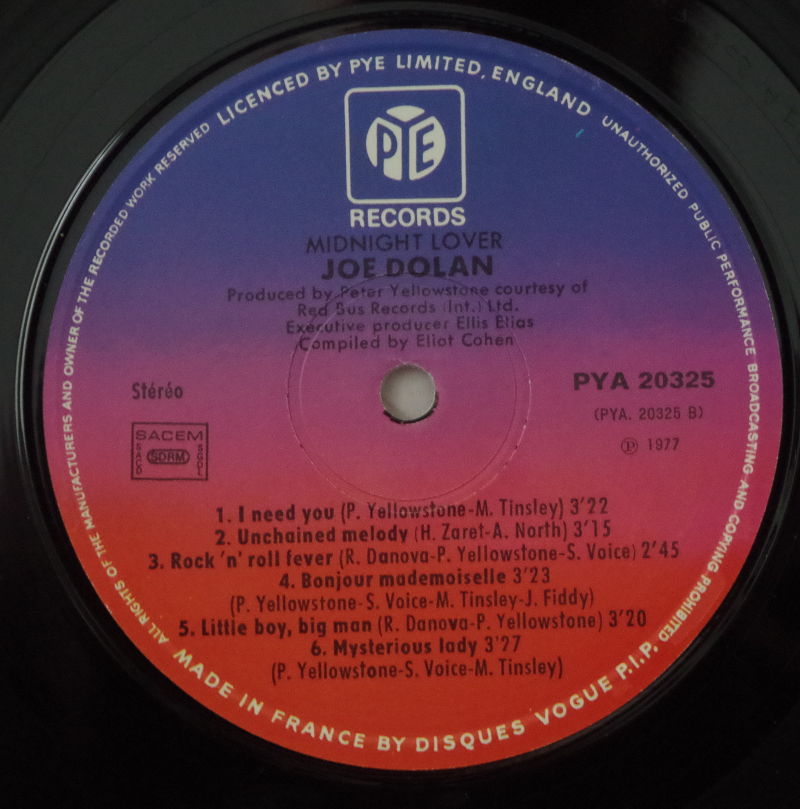 LICENCED BY PYE LIMITED, ENGLAND
UNAUTHORIZED PUBLIC PERFORMANCE BROADCASTING AND COPYING PROHIBITED
PYE
RECORDS
MIDNIGHT LOVER
JOE DOLAN
Produced by Peter Yellowstone courtesy of
Red Bus Records (Int.) Ltd.
Executive producer Ellis Elias
Compiled by Eliot Cohen
Stéréo
PYA 20325
(PYA. 20325 B)
℗ 1977
SACEM
SACD SDRM SGDL
1. I need you (P. Yellowstone-M. Tinsley) 3'22
2. Unchained melody (H. Zaret-A. North) 3'15
3. Rock 'n' roll fever (R. Danova-P. Yellowstone-S. Voice) 2'45
4. Bonjour mademoiselle 3'23
(P. Yellowstone-S. Voice-M. Tinsley-J. Fiddy)
5. Little boy, big man (R. Danova-P. Yellowstone) 3'20
6. Mysterious lady 3'27
(P. Yellowstone-S. Voice-M. Tinsley)
ALL RIGHTS OF THE MANUFACTURERS AND OWNER OF THE RECORDED WORK RESERVED
MADE IN FRANCE BY DISQUES VOGUE P.I.P.